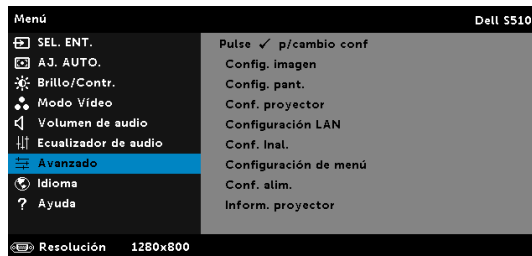 Menú
Dell S510
SEL. ENT.
AJ. AUTO.
Brillo/Contr.
Modo Vídeo
Volumen de audio
Ecualizador de audio
Avanzado
Idioma
? Ayuda
Pulse ✓ p/cambio conf
Config. imagen
Config. pant.
Conf. proyector
Configuración LAN
Conf. Inal.
Configuración de menú
Conf. alim.
Inform. proyector
Resolución 1280x800